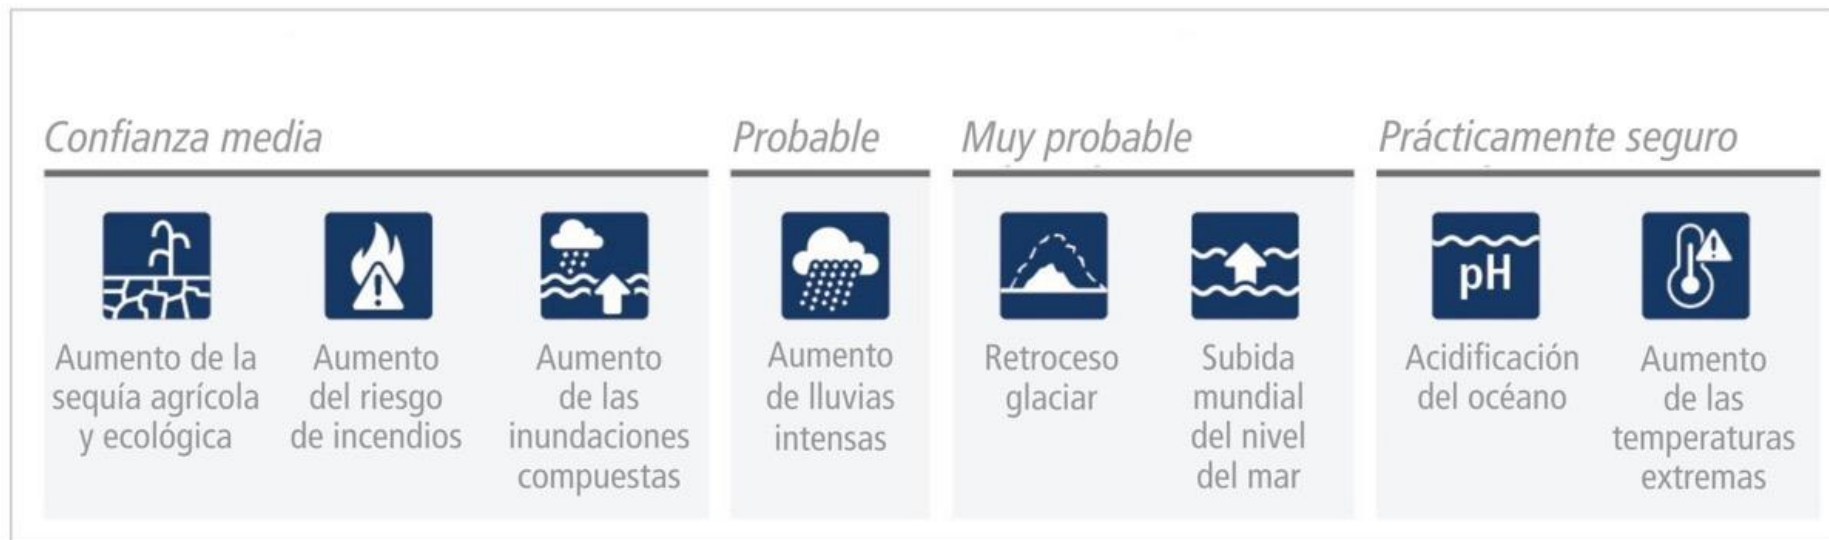 Confianza media
Probable
Muy probable
Prácticamente seguro
Aumento de la
sequía agrícola
y ecológica
Aumento
del riesgo
de incendios
Aumento
de las
inundaciones
compuestas
Aumento
de lluvias
intensas
Retroceso
glaciar
Subida
mundial
del nivel
del mar
pH
Acidificación
del océano
Aumento
de las
temperaturas
extremas